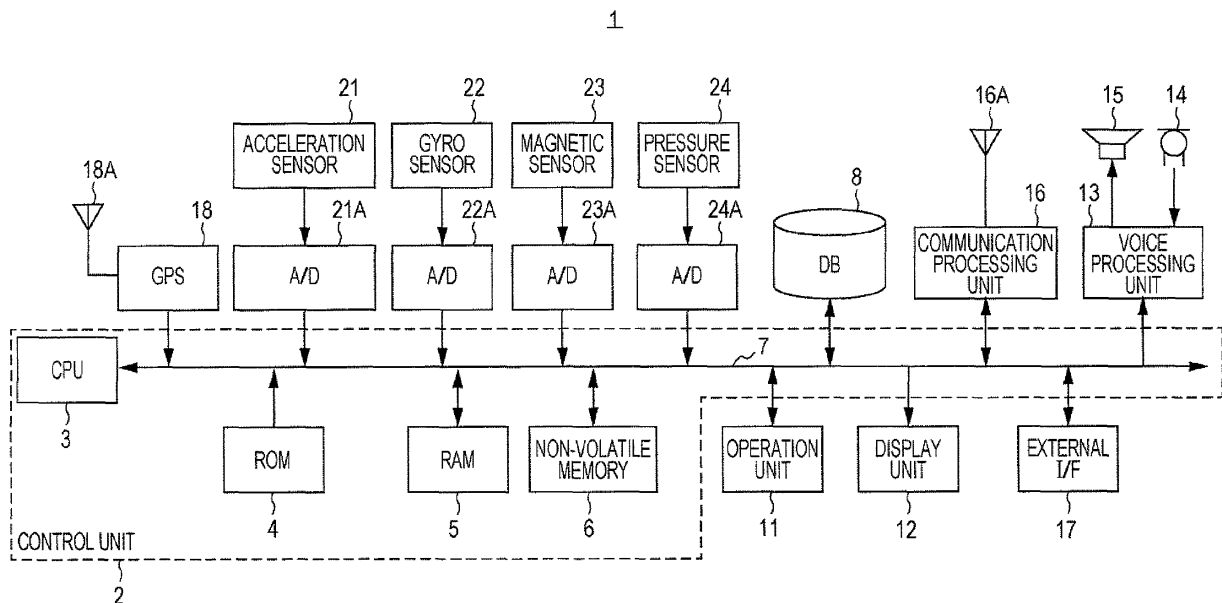 1
21
22
23
24
16A
15
14
ACCELERATION
SENSOR
GYRO
SENSOR
MAGNETIC
SENSOR
PRESSURE
SENSOR
18A
18
21A
22A
23A
24A
8
16
13
GPS
A/D
A/D
A/D
A/D
DB
COMMUNICATION
PROCESSING
UNIT
VOICE
PROCESSING
UNIT
CPU
7
3
ROM
RAM
NON-VOLATILE
MEMORY
OPERATION
UNIT
DISPLAY
UNIT
EXTERNAL
I/F
4
5
6
11
12
17
CONTROL UNIT
2